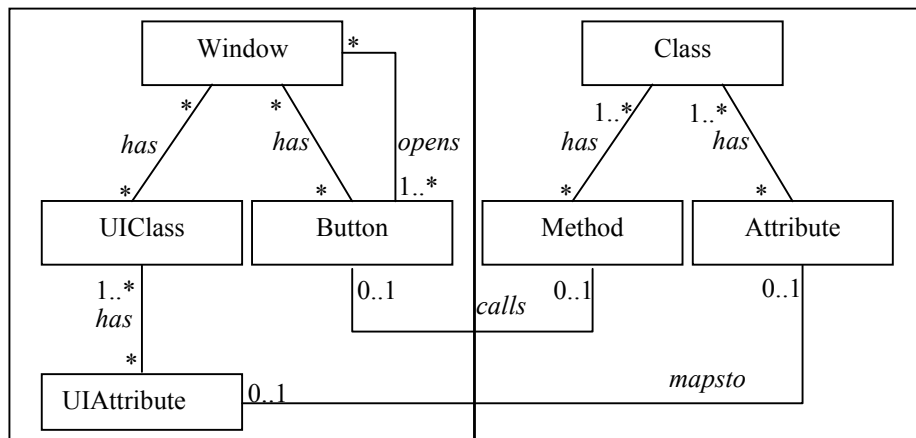 Window
*
Class
*
*
1..*
1..*
has
has
opens
has
has
*
*
1..*
*
*
UIClass
Button
Method
Attribute
1..*
0..1
0..1
0..1
has
calls
*
mapsto
UIAttribute
0..1